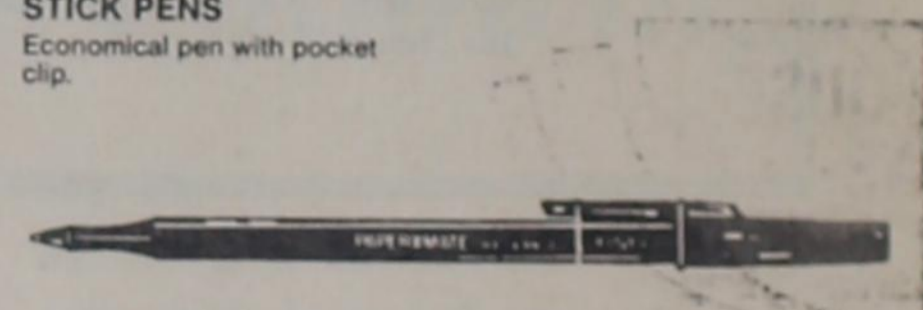 STICK PENS
Economical pen with pocket
clip.
PAPER MATE